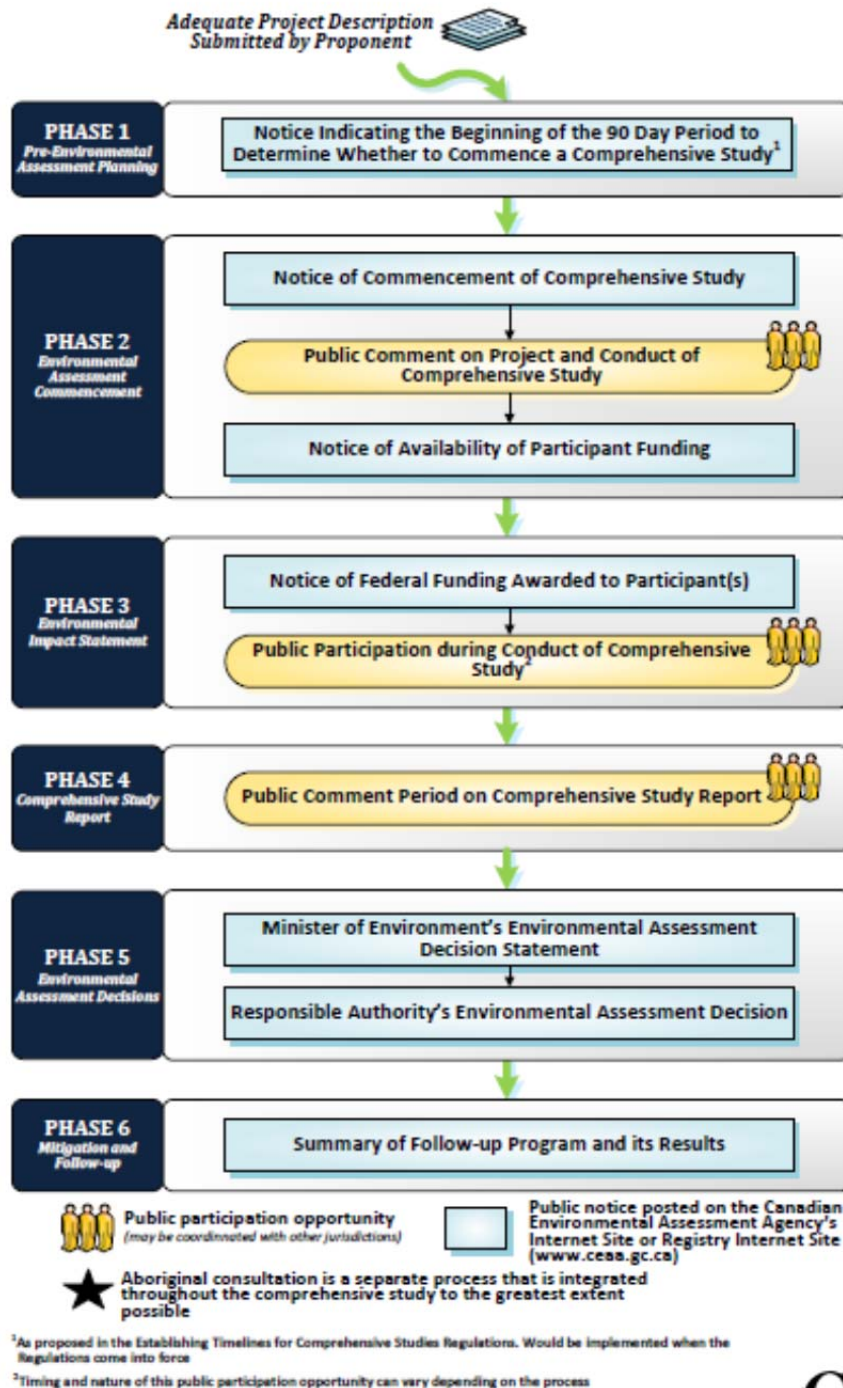 Adequate Project Description
Submitted by Proponent
PHASE 1
Pre-Environmental
Assessment Planning
Notice Indicating the Beginning of the 90 Day Period to
Determine Whether to Commence a Comprehensive Study¹
PHASE 2
Environmental
Assessment
Commencement
Notice of Commencement of Comprehensive Study
Public Comment on Project and Conduct of
Comprehensive Study
Notice of Availability of Participant Funding
PHASE 3
Environmental
Impact Statement
Notice of Federal Funding Awarded to Participant(s)
Public Participation during Conduct of Comprehensive
Study²
PHASE 4
Comprehensive Study
Report
Public Comment Period on Comprehensive Study Report
PHASE 5
Environmental
Assessment Decisions
Minister of Environment's Environmental Assessment
Decision Statement
Responsible Authority's Environmental Assessment Decision
PHASE 6
Mitigation and
Follow-up
Summary of Follow-up Program and its Results
Public participation opportunity
(may be coordinnated with other jurisdictions)
Public notice posted on the Canadian
Environmental Assessment Agency's
Internet Site or Registry Internet Site
(www.ceaa.gc.ca)
Aboriginal consultation is a separate process that is integrated
throughout the comprehensive study to the greatest extent
possible
¹As proposed in the Establishing Timelines for Comprehensive Studies Regulations. Would be implemented when the
Regulations come into force
²Timing and nature of this public participation opportunity can vary depending on the process